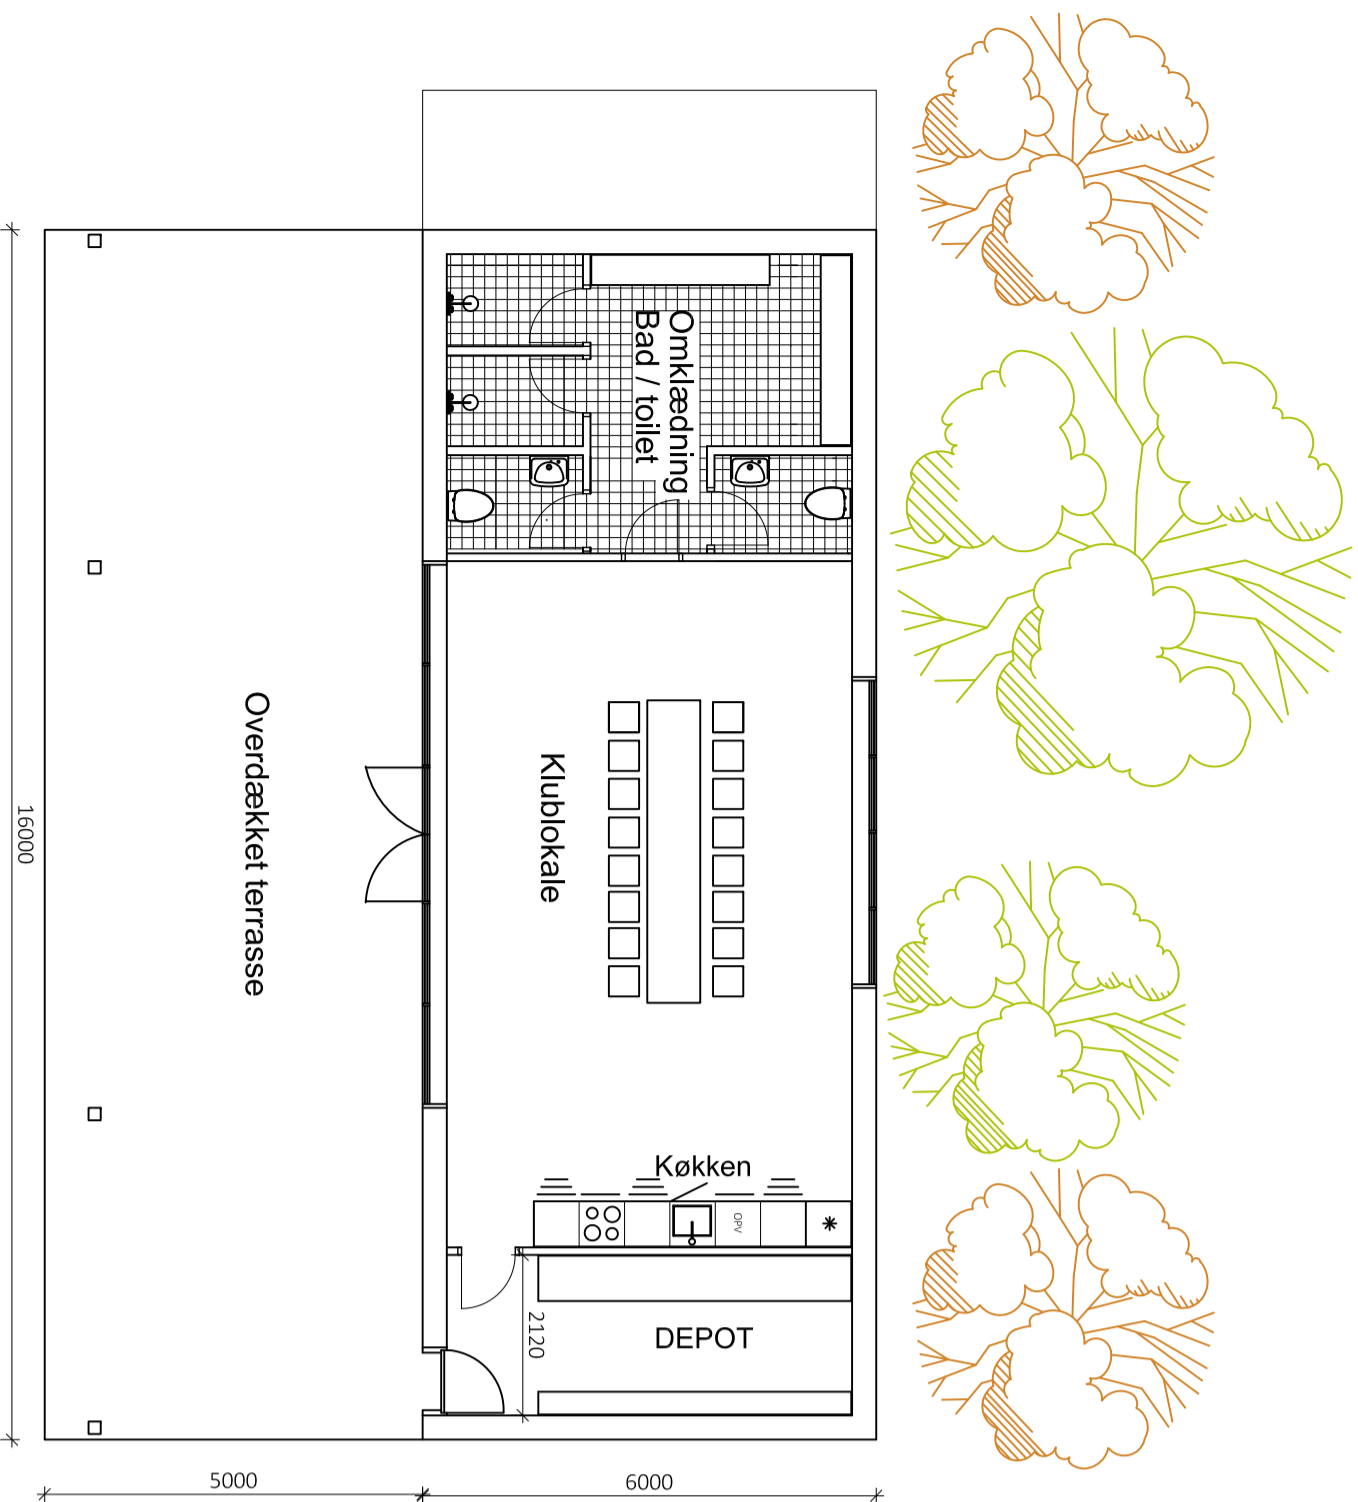 Omklædning
Bad / toilet
Overdækket terrasse
Klublokale
16000
Køkken
OPV
2120
DEPOT
5000
6000